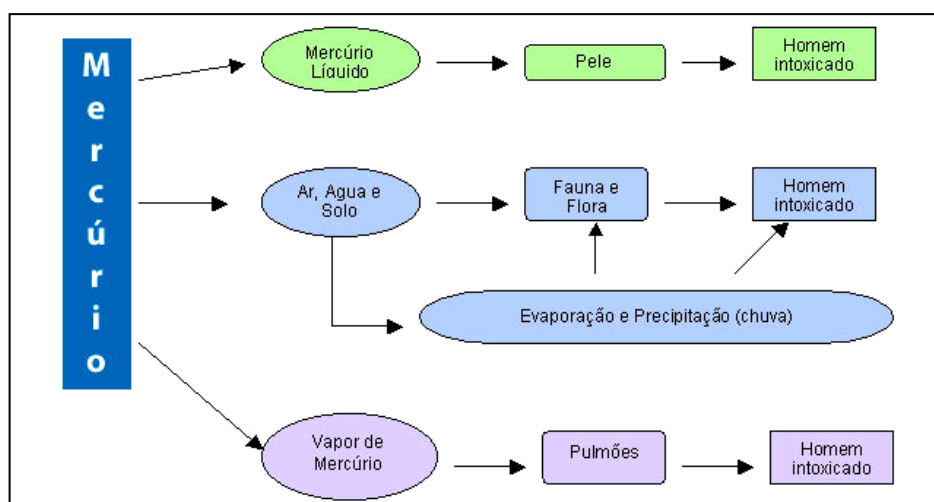 Mercúrio
Mercúrio
Líquido
Pele
Homem
intoxicado
Ar, Agua e
Solo
Fauna e
Flora
Homem
intoxicado
Evaporação e Precipitação (chuva)
Vapor de
Mercúrio
Pulmões
Homem
intoxicado